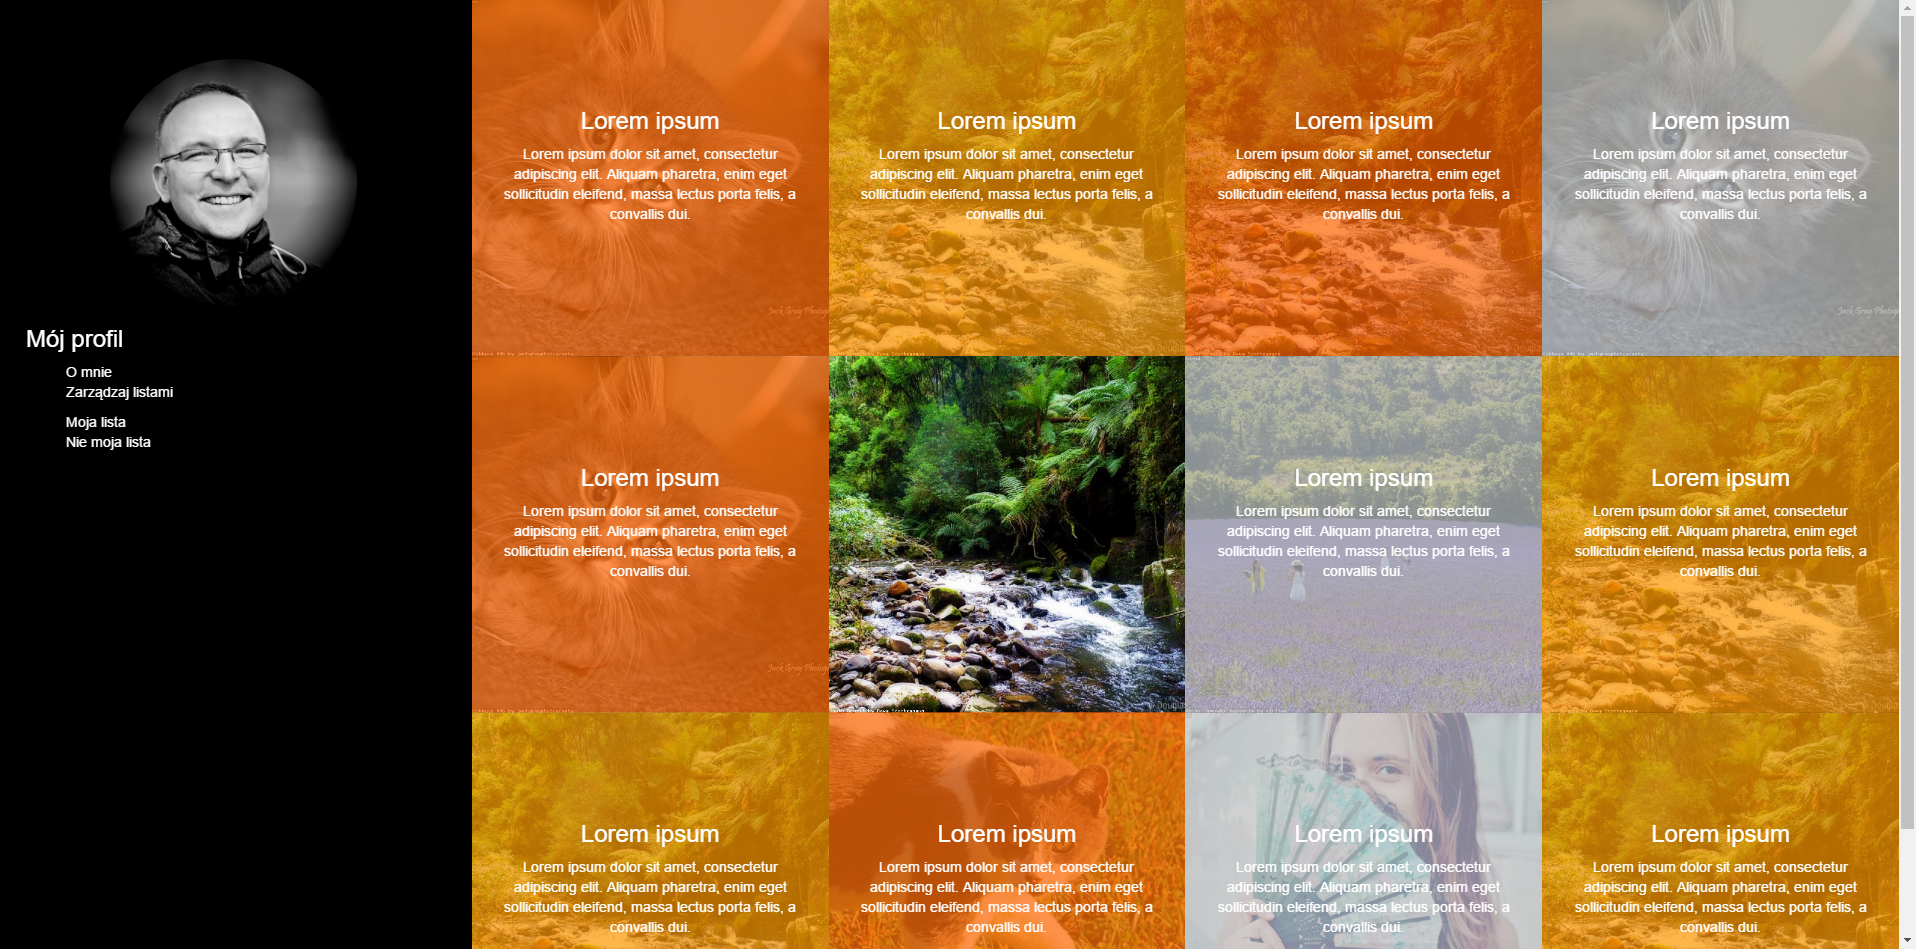 Mój profil
O mnie
Zarządzaj listami
Moja lista
Nie moja lista
Lorem ipsum
Lorem ipsum dolor sit amet, consectetur
adipiscing elit. Aliquam pharetra, enim eget
sollicitudin eleifend, massa lectus porta felis, a
convallis dui.
Lorem ipsum
Lorem ipsum dolor sit amet, consectetur
adipiscing elit. Aliquam pharetra, enim eget
sollicitudin eleifend, massa lectus porta felis, a
convallis dui.
Lorem ipsum
Lorem ipsum dolor sit amet, consectetur
adipiscing elit. Aliquam pharetra, enim eget
sollicitudin eleifend, massa lectus porta felis, a
convallis dui.
Lorem ipsum
Lorem ipsum dolor sit amet, consectetur
adipiscing elit. Aliquam pharetra, enim eget
sollicitudin eleifend, massa lectus porta felis, a
convallis dui.
Jack Gray Photog
Jack Gray Photog
Lorem ipsum
Lorem ipsum dolor sit amet, consectetur
adipiscing elit. Aliquam pharetra, enim eget
sollicitudin eleifend, massa lectus porta felis, a
convallis dui.
Lorem ipsum
Lorem ipsum dolor sit amet, consectetur
adipiscing elit. Aliquam pharetra, enim eget
sollicitudin eleifend, massa lectus porta felis, a
convallis dui.
Lorem ipsum
Lorem ipsum dolor sit amet, consectetur
adipiscing elit. Aliquam pharetra, enim eget
sollicitudin eleifend, massa lectus porta felis, a
convallis dui.
Jack Gray Photog
Lorem ipsum
Lorem ipsum dolor sit amet, consectetur
adipiscing elit. Aliquam pharetra, enim eget
sollicitudin eleifend, massa lectus porta felis, a
convallis dui.
Lorem ipsum
Lorem ipsum dolor sit amet, consectetur
adipiscing elit. Aliquam pharetra, enim eget
sollicitudin eleifend, massa lectus porta felis, a
convallis dui.
Lorem ipsum
Lorem ipsum dolor sit amet, consectetur
adipiscing elit. Aliquam pharetra, enim eget
sollicitudin eleifend, massa lectus porta felis, a
convallis dui.
Lorem ipsum
Lorem ipsum dolor sit amet, consectetur
adipiscing elit. Aliquam pharetra, enim eget
sollicitudin eleifend, massa lectus porta felis, a
convallis dui.